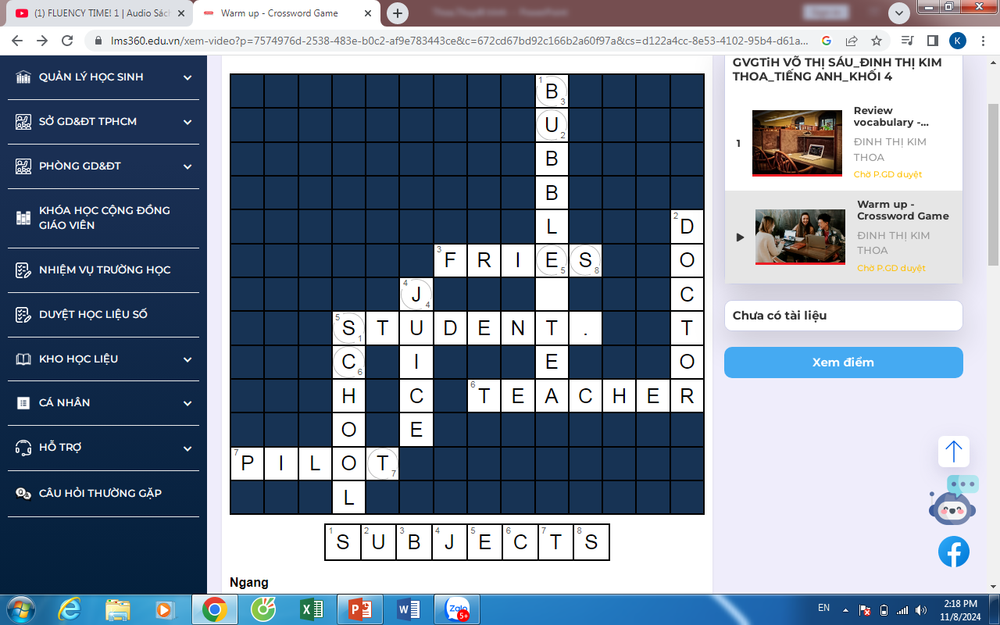 (1) FLUENCY TIME! 1 | Audio Sácl
Warm up - Crossword Game
lms360.edu.vn/xem-video?p=7574976d-2538-483e-b0c2-af9e783443ce&c=672cd67bd92c166b2a60f97a&cs=d122a4cc-8e53-4102-95b4-d61a...
K
QUẢN LÝ HỌC SINH
SỞ GD&ĐT TPHCM
PHÒNG GD&ĐT
KHÓA HỌC CỘNG ĐỒNG
GIÁO VIÊN
NHIỆM VỤ TRƯỜNG HỌC
DUYỆT HỌC LIỆU SỐ
KHO HỌC LIỆU
CÁ NHÂN
HỖ TRỢ
CÂU HỎI THƯỜNG GẶP
1 B 3
U 2
B
B
L 2 D
3 F R I E 5 S 8 O
4 J 4 C
5 S 1 T U D E N T . T
C 6 I E O
H C 6 T E A C H E R
O E
7 P I L O T 7
L
1 S 2 U 3 B 4 J 5 E 6 C 7 T 8 S
Ngang
GVGTiH VÕ THỊ SÁU_ĐINH THỊ KIM
THOA_TIẾNG ANH_KHỐI 4
1
Review
vocabulary -...
ĐINH THỊ KIM
THOA
Chờ P.GD duyệt
Warm up -
Crossword Game
ĐINH THỊ KIM
THOA
Chờ P.GD duyệt
Chưa có tài liệu
Xem điểm
Zalo
5+
EN
2:18 PM
11/8/2024